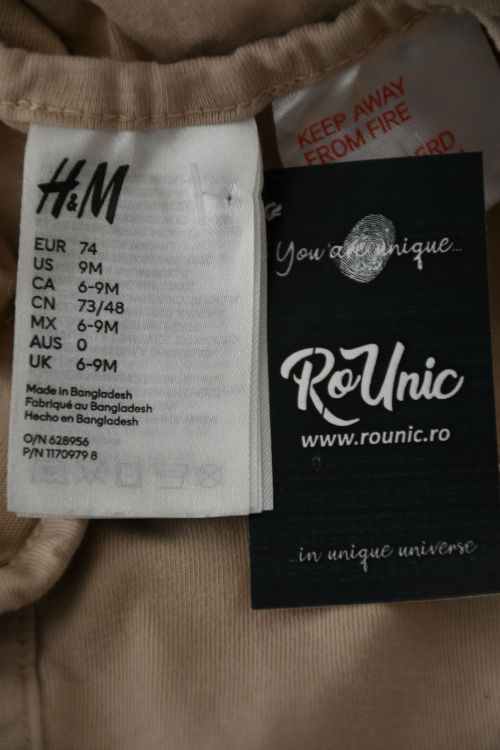 KEEP AWAY
FROM FIRE
H&M
EUR 74
US 9M
CA 6-9M
CN 73/48
MX 6-9M
AUS 0
UK 6-9M
Made in Bangladesh
Fabriqué au Bangladesh
Hecho en Bangladesh
O/N 628956
P/N 1170979 8
You are unique...
RoUnic
www.rounic.ro
...in unique universe